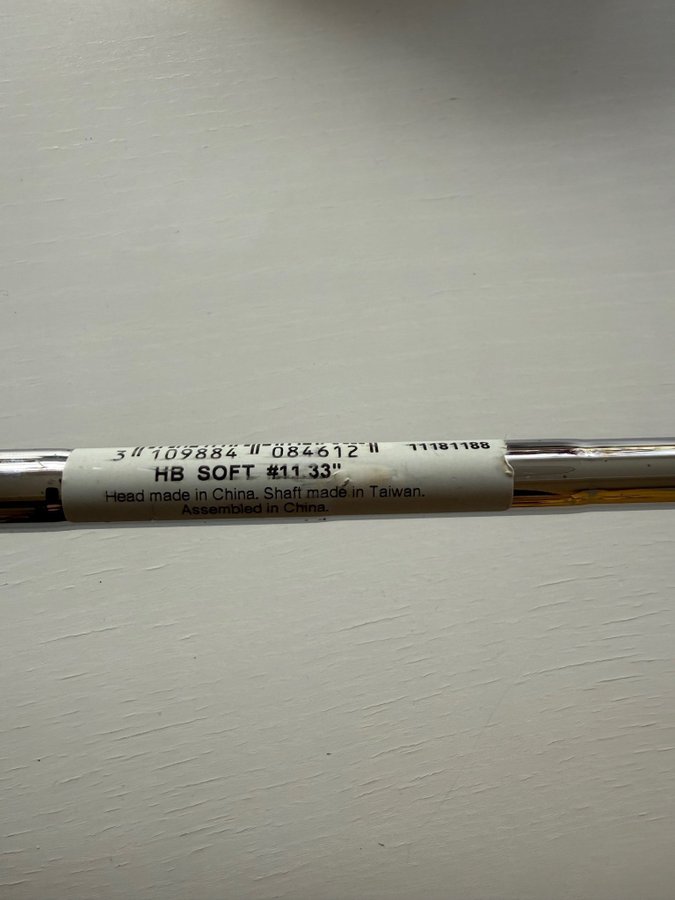 3 109884 084612 11181188
HB SOFT #11 33"
Head made in China. Shaft made in Taiwan.
Assembled in China.